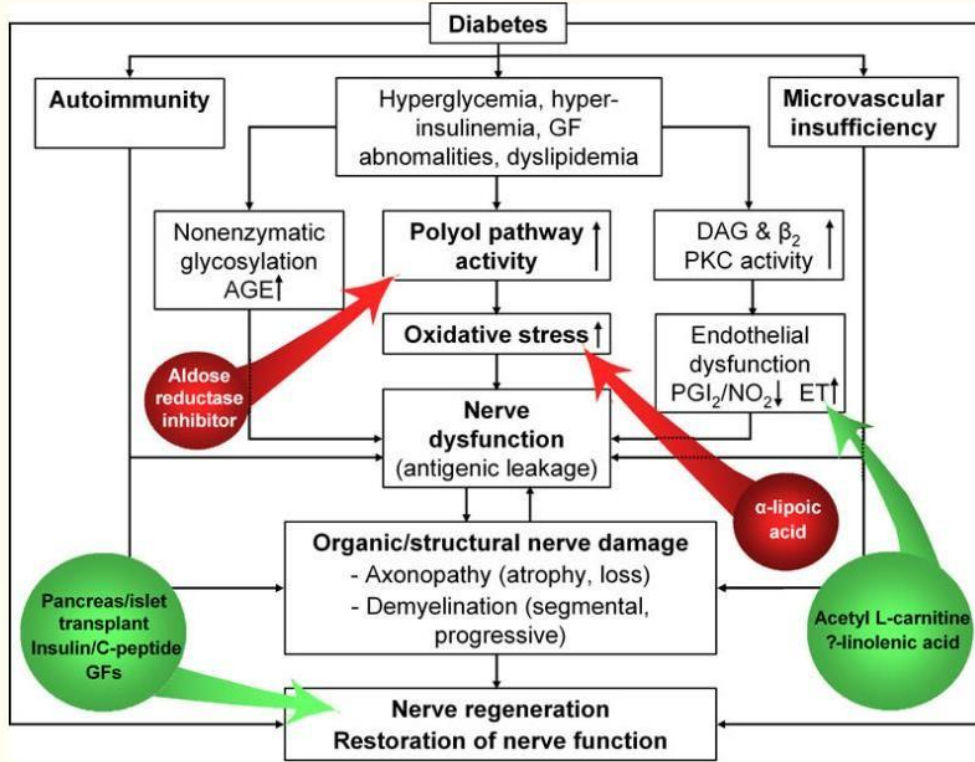 Diabetes
Autoimmunity
Hyperglycemia, hyper-
insulinemia, GF
abnomalities, dyslipidemia
Microvascular
insufficiency
Nonenzymatic
glycosylation
AGE↑
Polyol pathway ↑
activity
DAG & β₂ ↑
PKC activity
Oxidative stress ↑
Endothelial
dysfunction
PGI₂/NO₂↓ ET↑
Aldose
reductase
inhibitor
Nerve
dysfunction
(antigenic leakage)
α-lipoic
acid
Organic/structural nerve damage
- Axonopathy (atrophy, loss)
- Demyelination (segmental,
progressive)
Pancreas/islet
transplant
Insulin/C-peptide
GFs
Acetyl L-carnitine
?-linolenic acid
Nerve regeneration
Restoration of nerve function